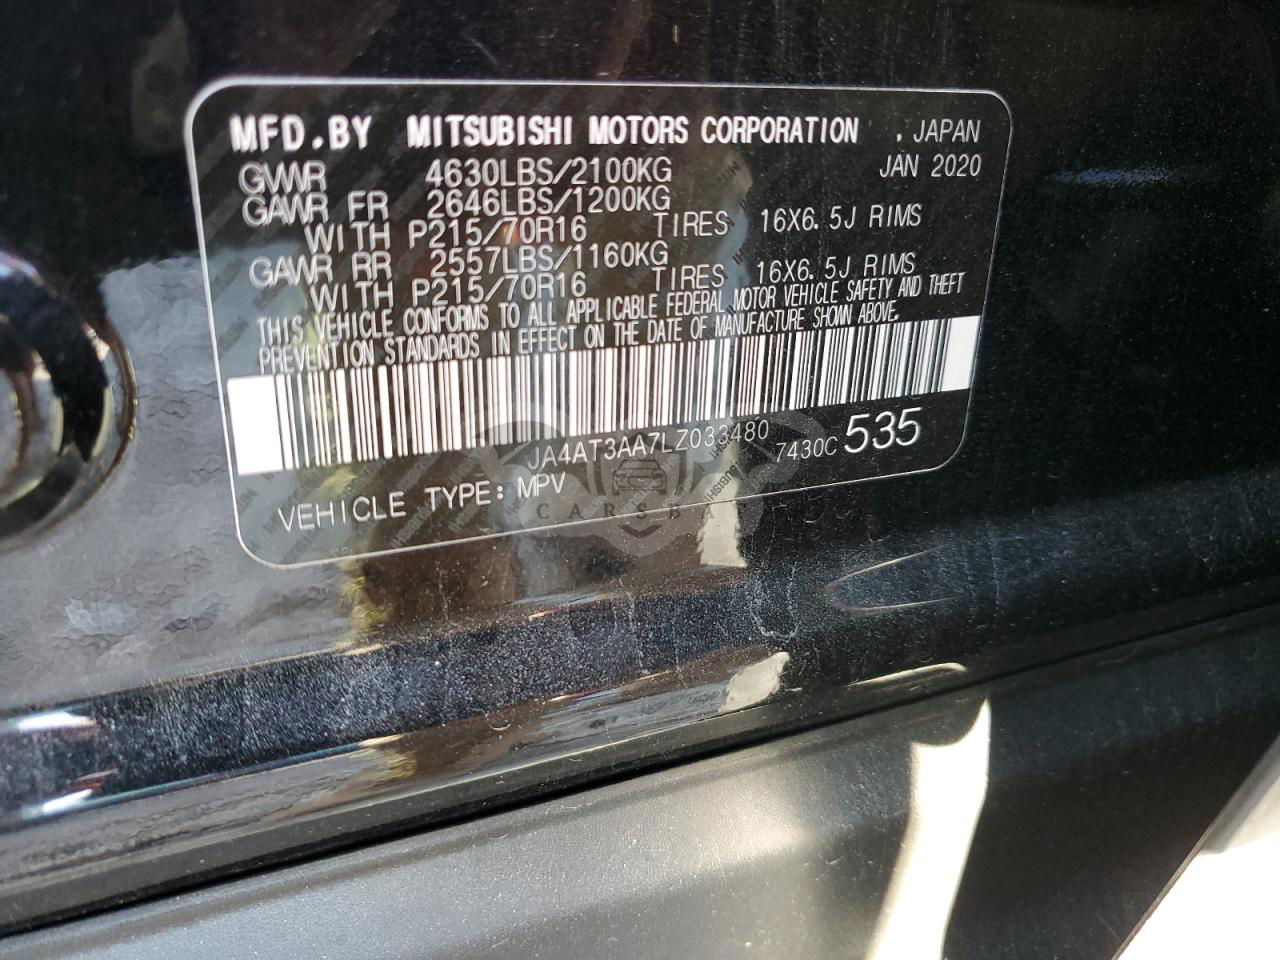 MFD.BY MITSUBISHI MOTORS CORPORATION . JAPAN
GVWR 4630LBS/2100KG JAN 2020
GAWR FR 2646LBS/1200KG
WITH P215/70R16 TIRES 16X6.5J RIMS
GAWR RR 2557LBS/1160KG
WITH P215/70R16 TIRES 16X6.5J RIMS
THIS VEHICLE CONFORMS TO ALL APPLICABLE FEDERAL MOTOR VEHICLE SAFETY AND THEFT
PREVENTION STANDARDS IN EFFECT ON THE DATE OF MANUFACTURE SHOWN ABOVE.
JA4AT3AA7LZ033480 7430C 535
VEHICLE TYPE: MPV